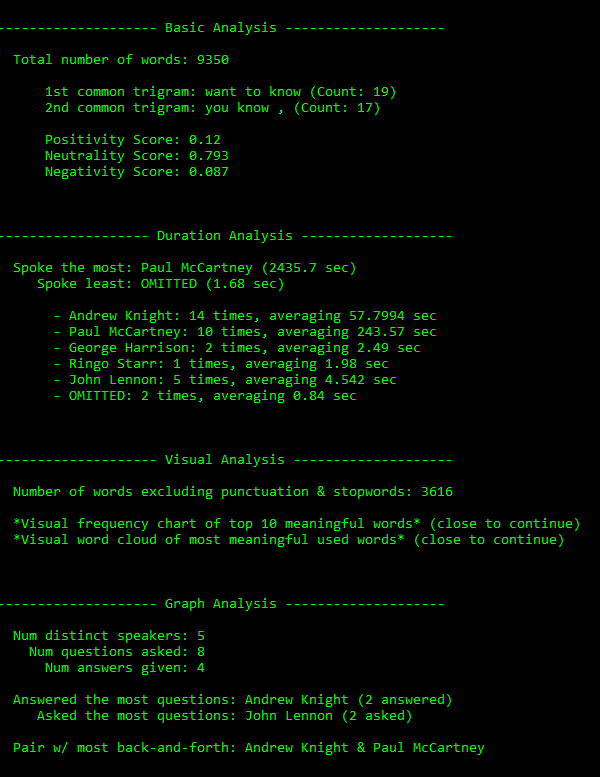 -------------------- Basic Analysis --------------------
Total number of words: 9350
1st common trigram: want to know (Count: 19)
2nd common trigram: you know , (Count: 17)
Positivity Score: 0.12
Neutrality Score: 0.793
Negativity Score: 0.087
------------------- Duration Analysis -------------------
Spoke the most: Paul McCartney (2435.7 sec)
Spoke least: OMITTED (1.68 sec)
- Andrew Knight: 14 times, averaging 57.7994 sec
- Paul McCartney: 10 times, averaging 243.57 sec
- George Harrison: 2 times, averaging 2.49 sec
- Ringo Starr: 1 times, averaging 1.98 sec
- John Lennon: 5 times, averaging 4.542 sec
- OMITTED: 2 times, averaging 0.84 sec
-------------------- Visual Analysis --------------------
Number of words excluding punctuation & stopwords: 3616
*Visual frequency chart of top 10 meaningful words* (close to continue)
*Visual word cloud of most meaningful used words* (close to continue)
-------------------- Graph Analysis --------------------
Num distinct speakers: 5
Num questions asked: 8
Num answers given: 4
Answered the most questions: Andrew Knight (2 answered)
Asked the most questions: John Lennon (2 asked)
Pair w/ most back-and-forth: Andrew Knight & Paul McCartney